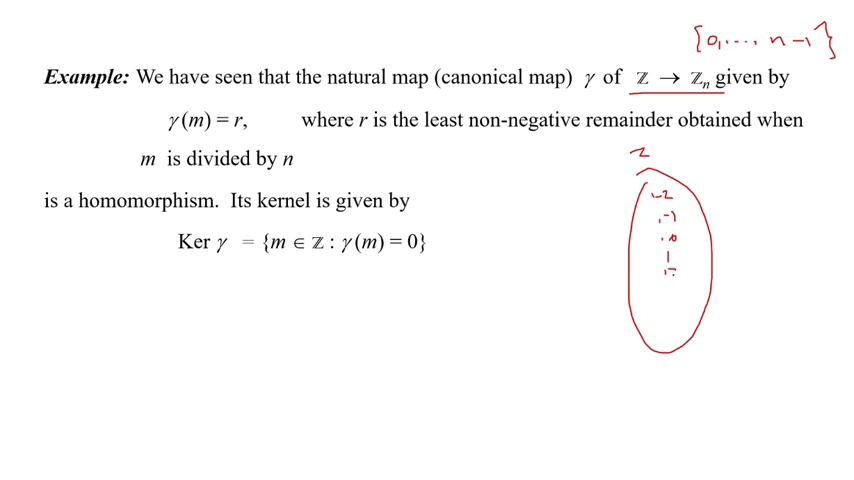 {0,..., n-1}
Example: We have seen that the natural map (canonical map) γ of ℤ → ℤₙ given by
γ(m) = r, where r is the least non-negative remainder obtained when
m is divided by n
ℤ
is a homomorphism. Its kernel is given by
-2
-1
Ker γ = {m ∈ ℤ : γ(m) = 0}
0
1